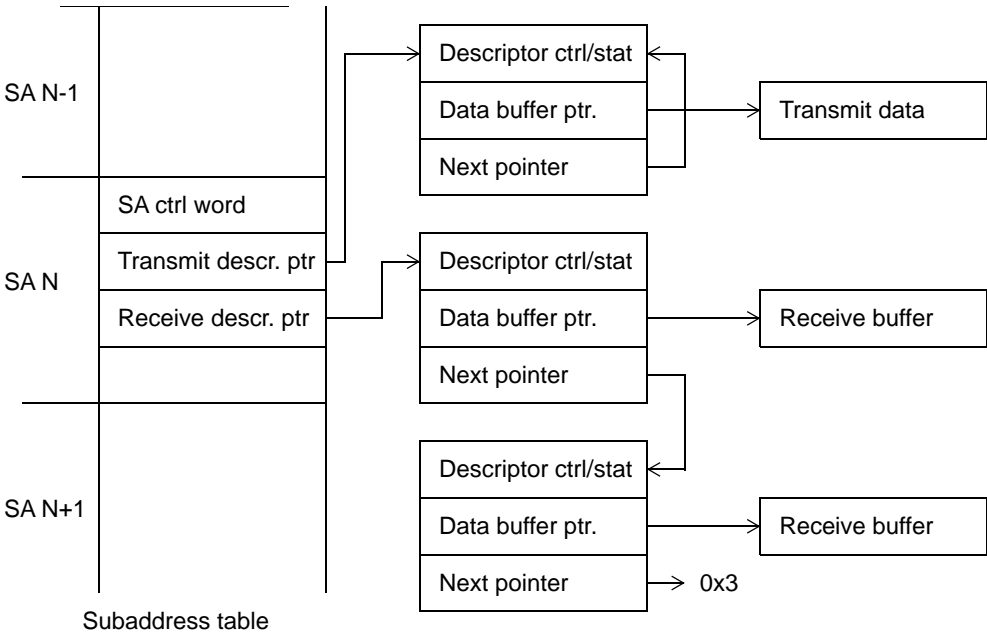 SA N-1
SA N
SA N+1
SA ctrl word
Transmit descr. ptr
Receive descr. ptr
Subaddress table
Descriptor ctrl/stat
Data buffer ptr.
Next pointer
Transmit data
Descriptor ctrl/stat
Data buffer ptr.
Next pointer
Receive buffer
Descriptor ctrl/stat
Data buffer ptr.
Next pointer
Receive buffer
0x3